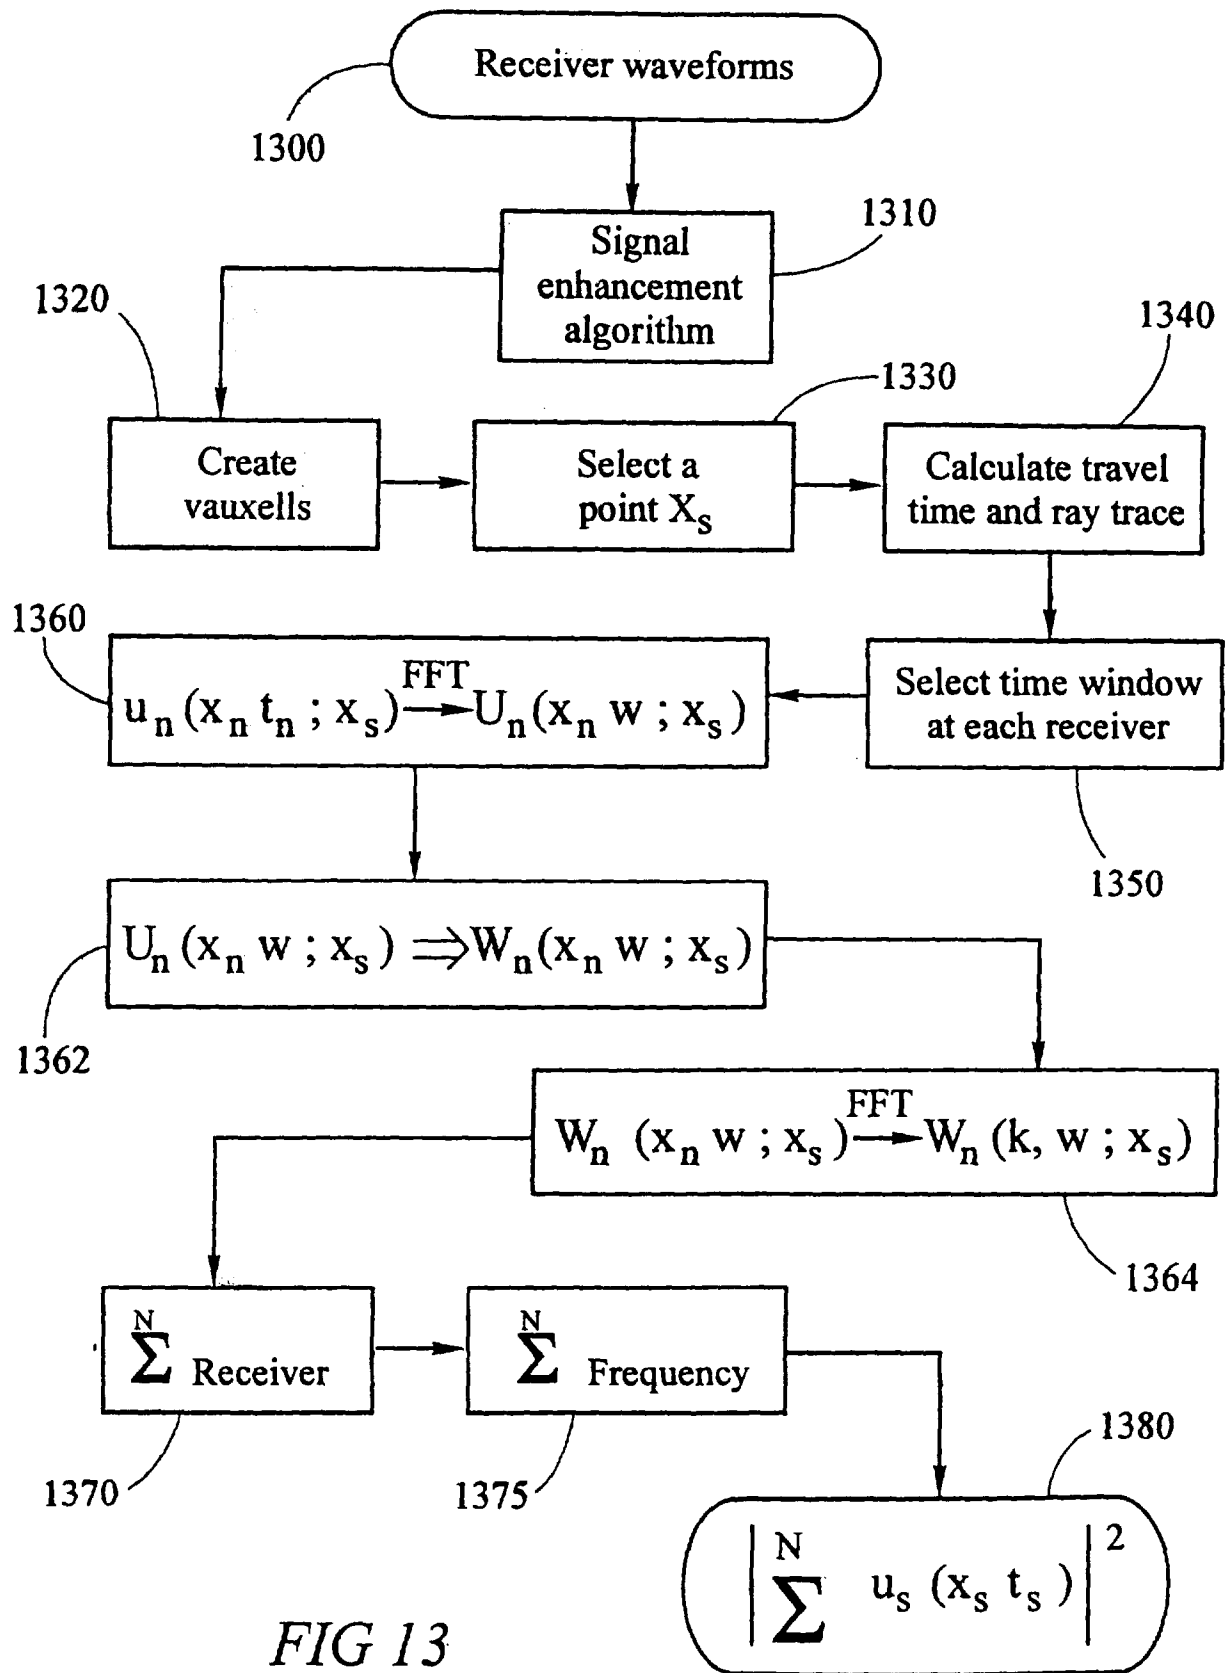 Receiver waveforms
1300
1310
Signal
enhancement
algorithm
1320
1340
1330
Create
vauxells
Select a
point Xₛ
Calculate travel
time and ray trace
1360
uₙ(xₙ tₙ ; xₛ) FFT→ Uₙ(xₙ w ; xₛ)
Select time window
at each receiver
1350
Uₙ(xₙ w ; xₛ) ⇒ Wₙ(xₙ w ; xₛ)
1362
Wₙ (xₙ w ; xₛ) FFT→ Wₙ(k, w ; xₛ)
1364
N
Σ Receiver
N
Σ Frequency
1380
1370
1375
|Σ^N uₛ (xₛ tₛ )|²
FIG 13